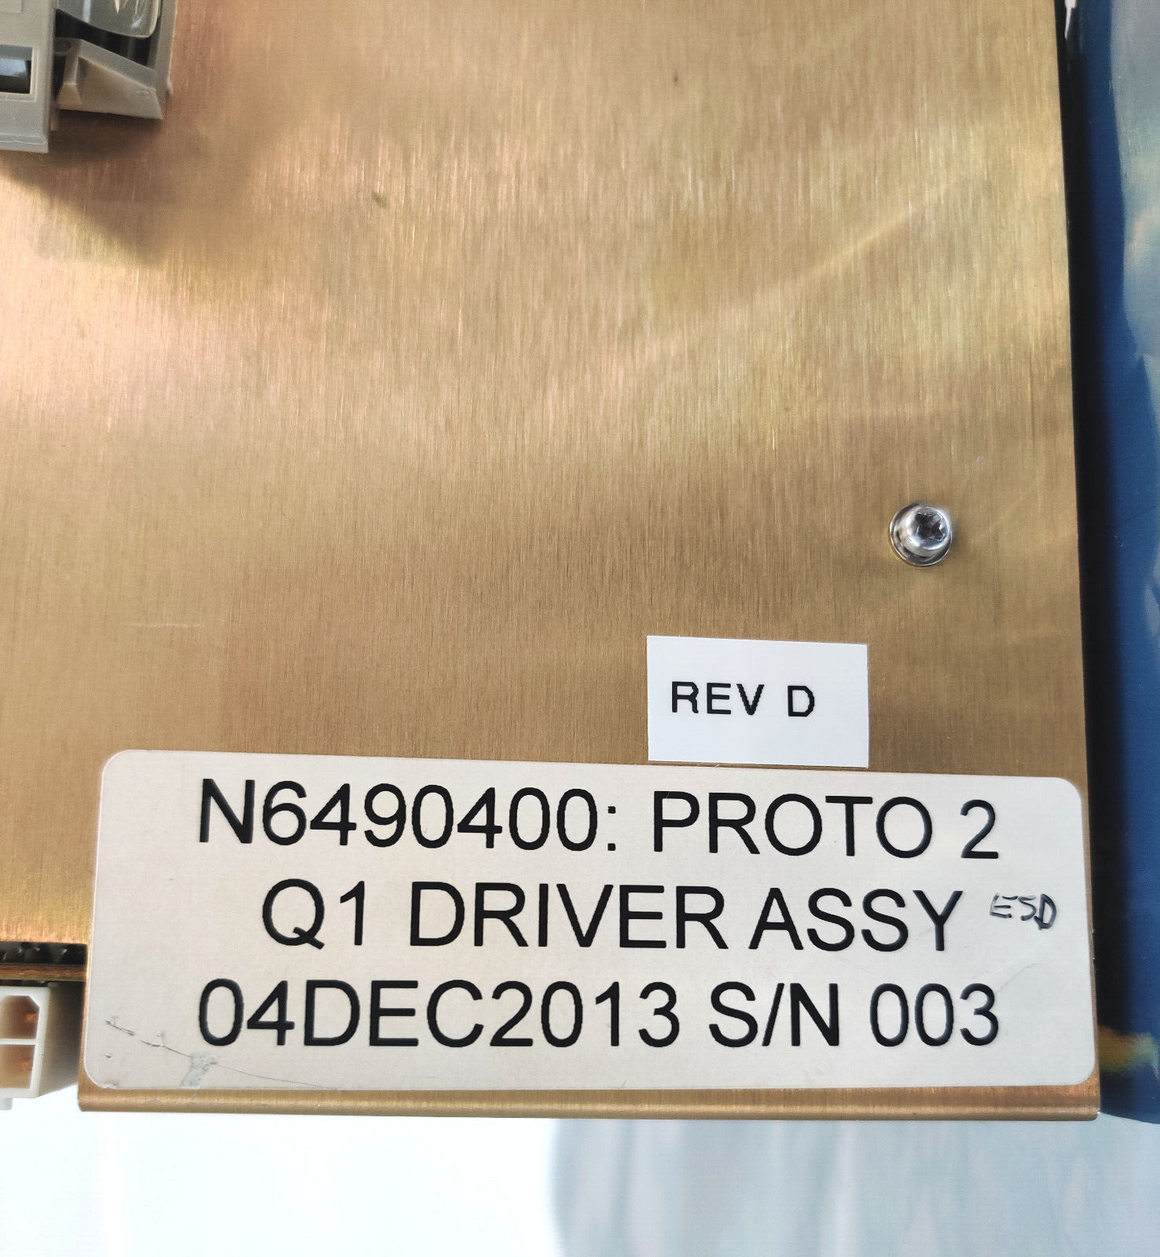 REV D
N6490400: PROTO 2
Q1 DRIVER ASSY ESD
04DEC2013 S/N 003